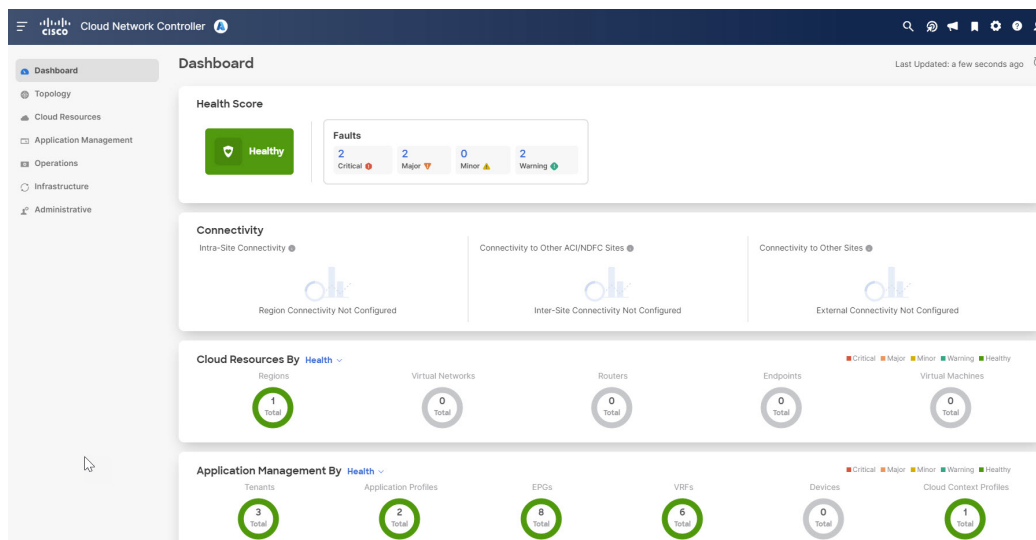 CISCO Cloud Network Controller
Dashboard
Topology
Cloud Resources
Application Management
Operations
Infrastructure
Administrative
Dashboard
Last Updated: a few seconds ago
Health Score
Healthy
Faults
2 2 0 2
Critical Major Minor Warning
Connectivity
Intra-Site Connectivity Connectivity to Other ACI/NDFC Sites Connectivity to Other Sites
Region Connectivity Not Configured Inter-Site Connectivity Not Configured External Connectivity Not Configured
Cloud Resources By Health Critical Major Minor Warning Healthy
Regions Virtual Networks Routers Endpoints Virtual Machines
1 0 0 0 0
Total Total Total Total Total
Application Management By Health Critical Major Minor Warning Healthy
Tenants Application Profiles EPGs VRFs Devices Cloud Context Profiles
3 2 8 6 0 1
Total Total Total Total Total Total